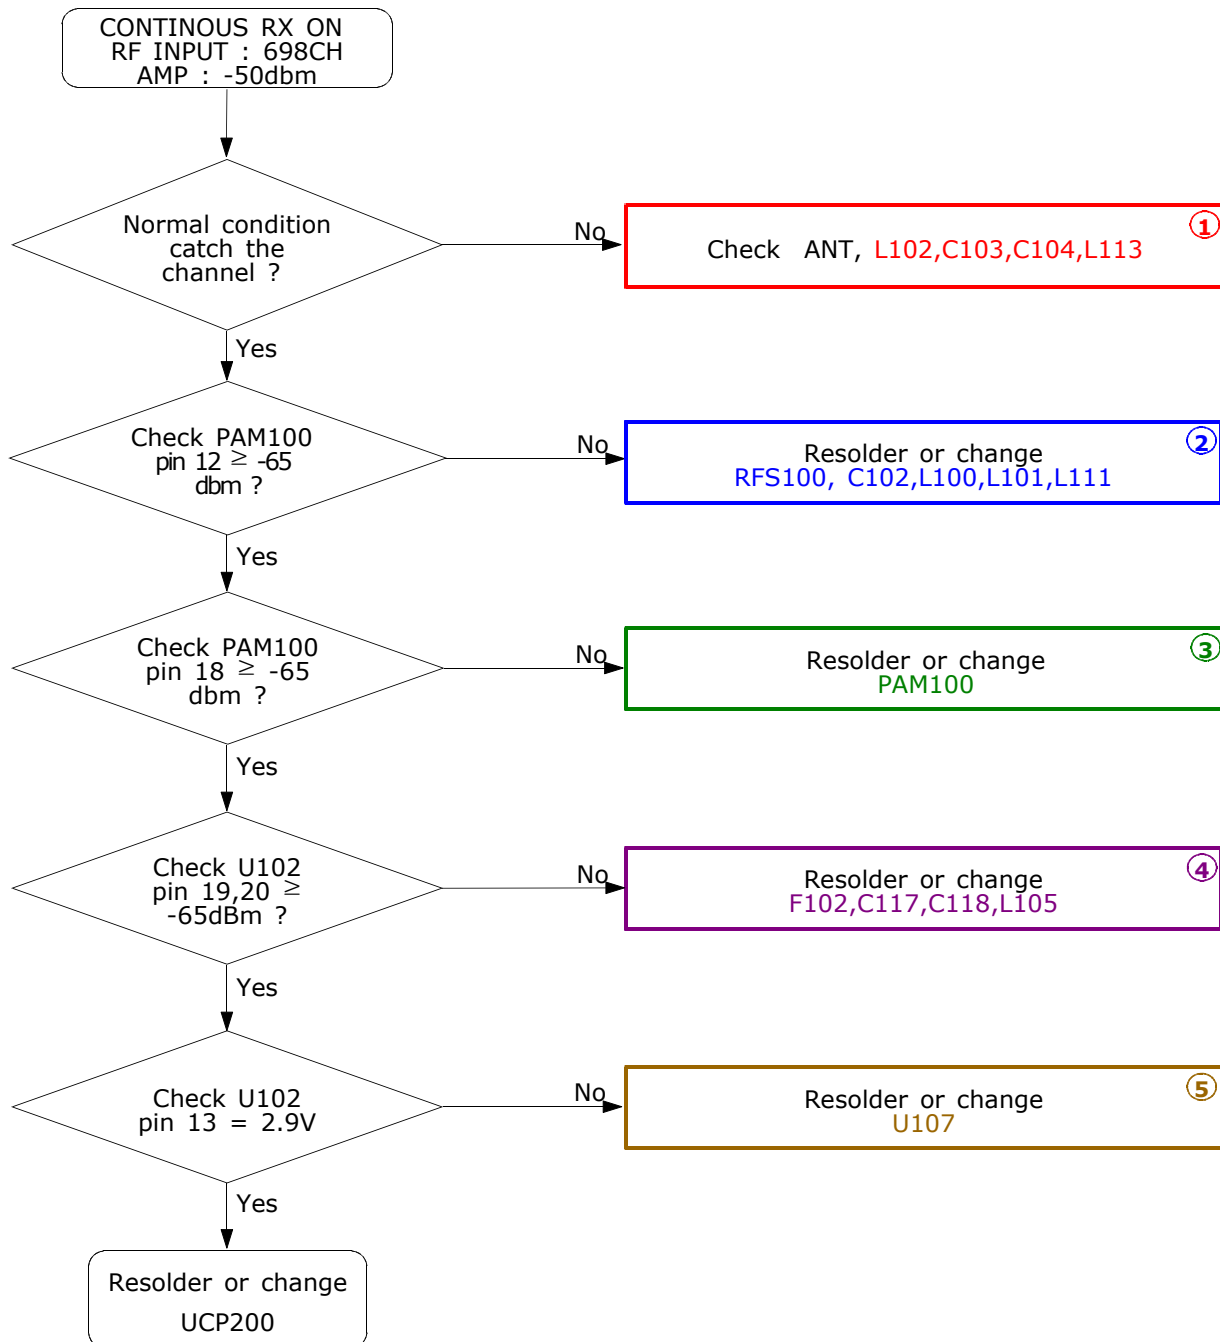 CONTINOUS RX ON
RF INPUT : 698CH
AMP : -50dbm
Normal condition
catch the
channel ?
No
Check ANT, L102,C103,C104,L113
1
Yes
Check PAM100
pin 12 ≥ -65
dbm ?
No
Resolder or change
RFS100, C102,L100,L101,L111
2
Yes
Check PAM100
pin 18 ≥ -65
dbm ?
No
Resolder or change
PAM100
3
Yes
Check U102
pin 19,20 ≥
-65dBm ?
No
Resolder or change
F102,C117,C118,L105
4
Yes
Check U102
pin 13 = 2.9V
No
Resolder or change
U107
5
Yes
Resolder or change
UCP200